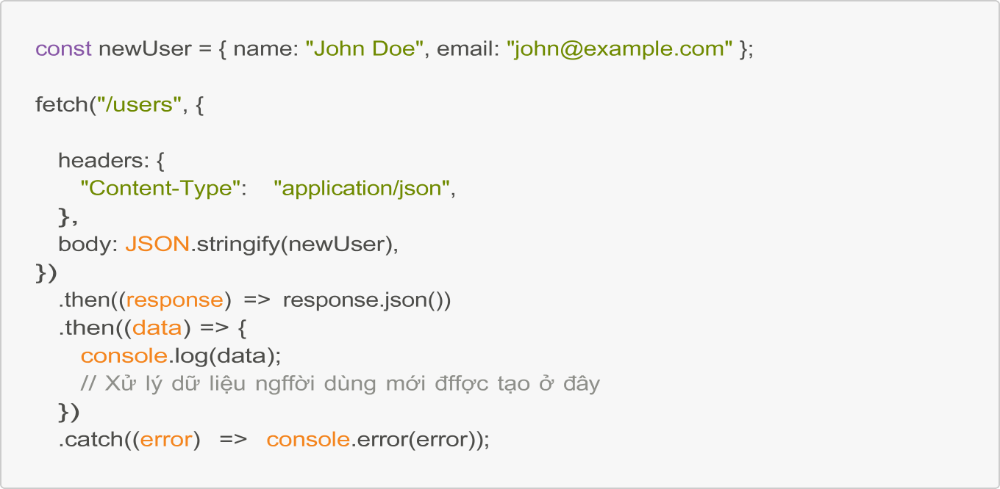 const newUser = { name: "John Doe", email: "john@example.com" };
fetch("/users", {
headers: {
"Content-Type": "application/json",
},
body: JSON.stringify(newUser),
})
.then((response) => response.json())
.then((data) => {
console.log(data);
// Xử lý dữ liệu ngffời dùng mới đffợc tạo ở đây
})
.catch((error) => console.error(error));